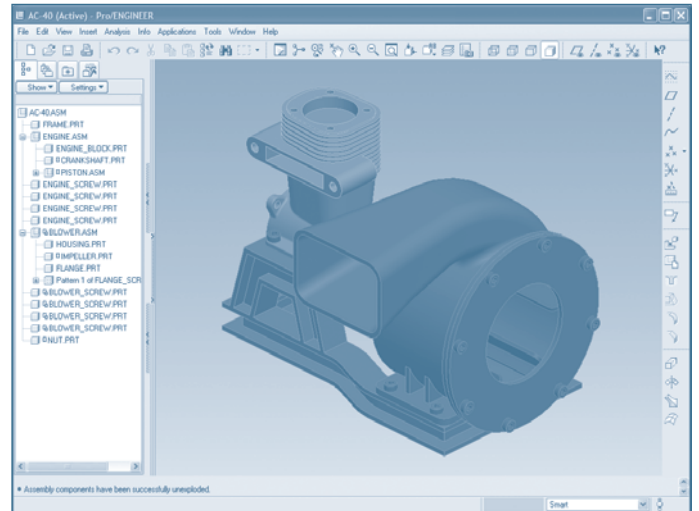 AC-40 (Active) - Pro/ENGINEER
File Edit View Insert Analysis Info Applications Tools Window Help
Show Settings
AC-40.ASM
FRAME.PRT
ENGINE.ASM
ENGINE_BLOCK.PRT
CRANKSHAFT.PRT
PISTON.ASM
ENGINE_SCREW.PRT
ENGINE_SCREW.PRT
ENGINE_SCREW.PRT
ENGINE_SCREW.PRT
BLOWER.ASM
HOUSING.PRT
IMPELLER.PRT
FLANGE.PRT
Pattern 1 of FLANGE_SCR
BLOWER_SCREW.PRT
BLOWER_SCREW.PRT
BLOWER_SCREW.PRT
BLOWER_SCREW.PRT
NUT.PRT
• Assembly components have been successfully unexploded.
Smart